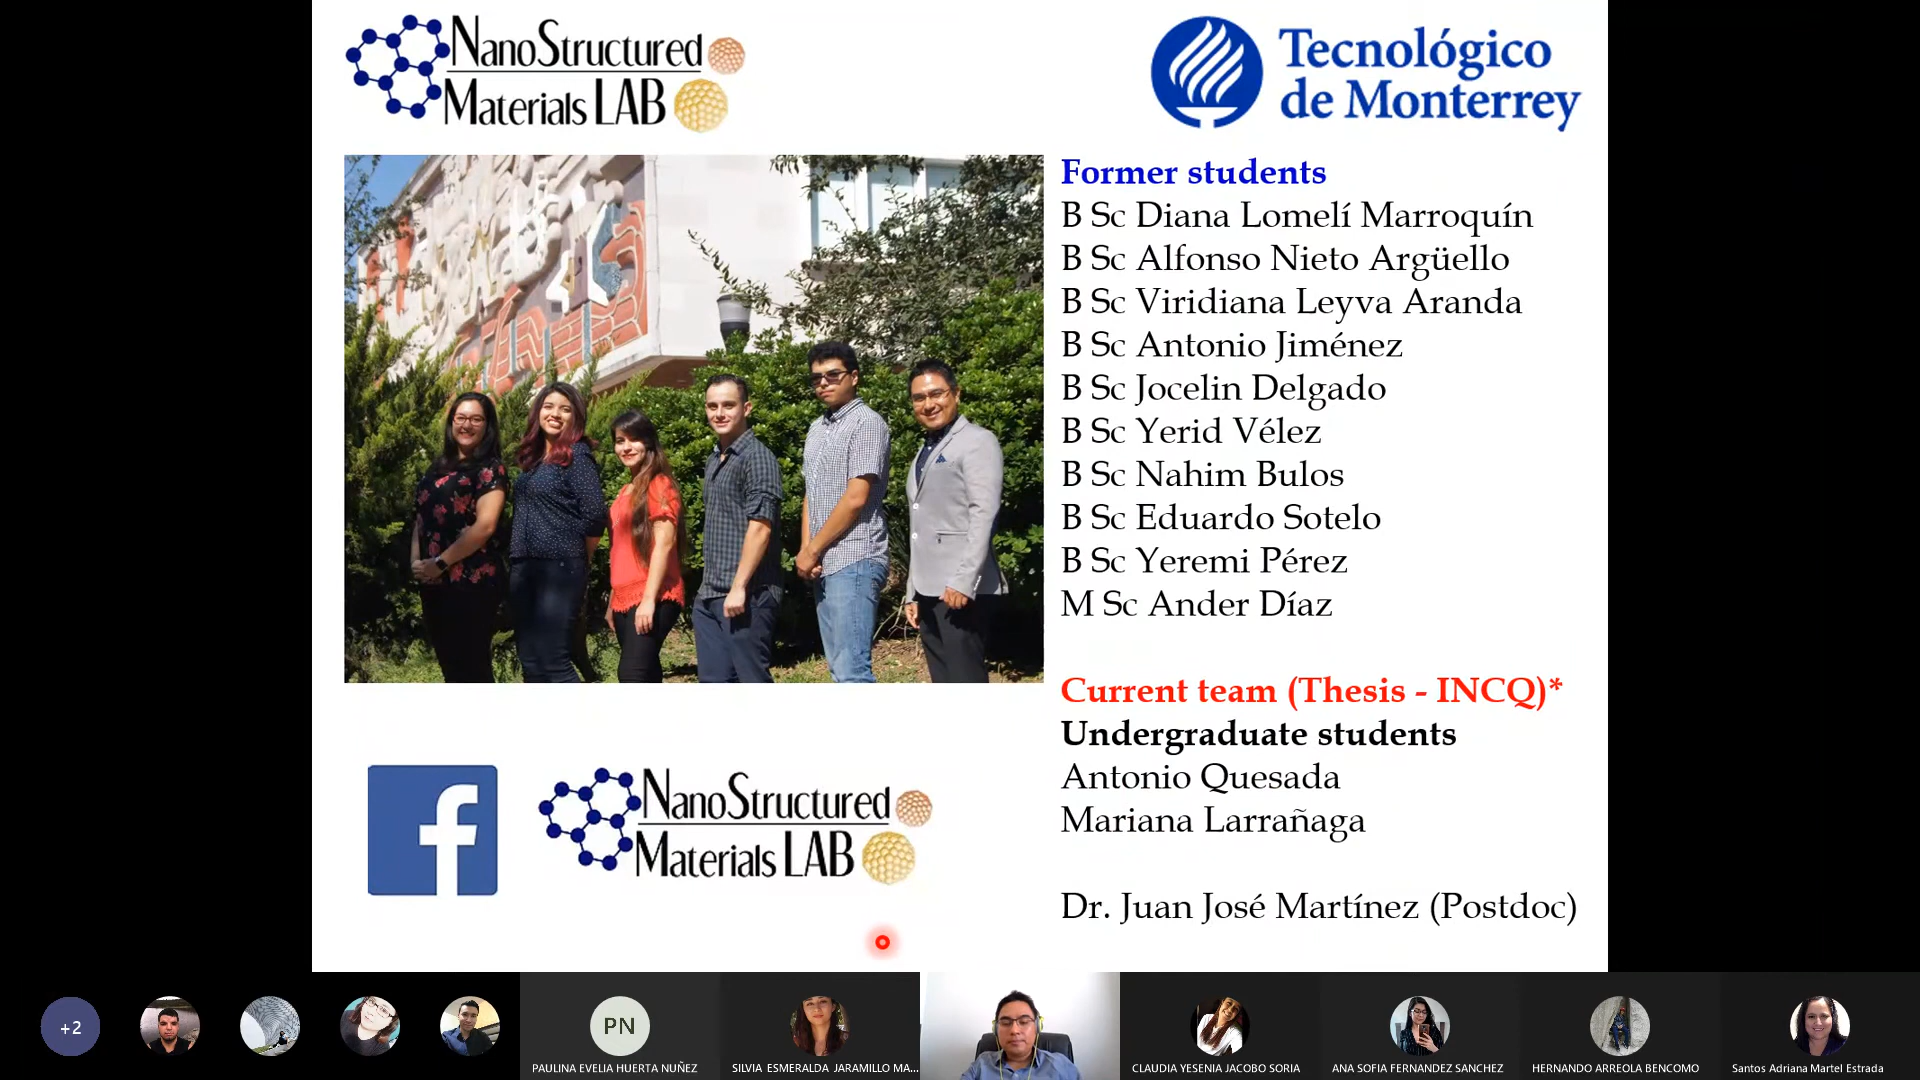 NanoStructured
Materials LAB
Tecnológico
de Monterrey
Former students
B Sc Diana Lomelí Marroquín
B Sc Alfonso Nieto Argüello
B Sc Viridiana Leyva Aranda
B Sc Antonio Jiménez
B Sc Jocelin Delgado
B Sc Yerid Vélez
B Sc Nahim Bulos
B Sc Eduardo Sotelo
B Sc Yeremi Pérez
M Sc Ander Díaz
Current team (Thesis - INCQ)*
Undergraduate students
Antonio Quesada
Mariana Larrañaga
Dr. Juan José Martínez (Postdoc)
f
NanoStructured
Materials LAB
+2
PN
PAULINA EVELIA HUERTA NUÑEZ
SILVIA ESMERALDA JARAMILLO MA...
CLAUDIA YESENIA JACOBO SORIA
ANA SOFIA FERNANDEZ SANCHEZ
HERNANDO ARREOLA BENCOMO
Santos Adriana Martel Estrada